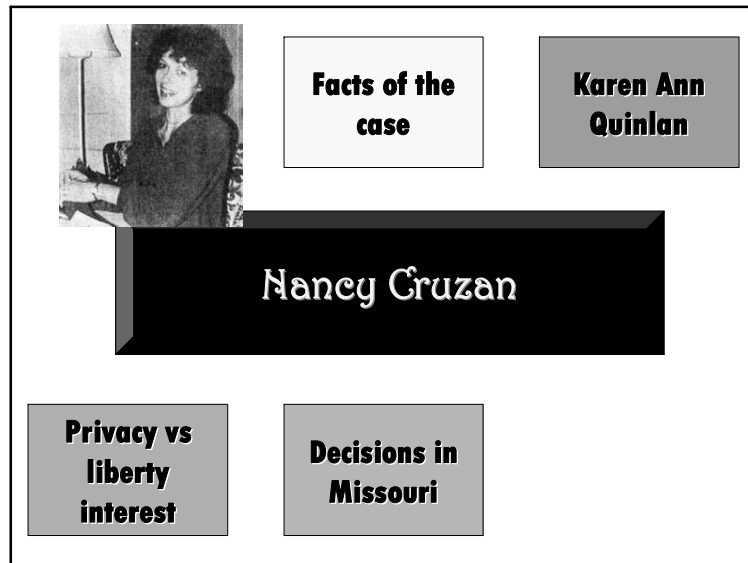 Facts of the
case
Karen Ann
Quinlan
Nancy Cruzan
Privacy vs
liberty
interest
Decisions in
Missouri